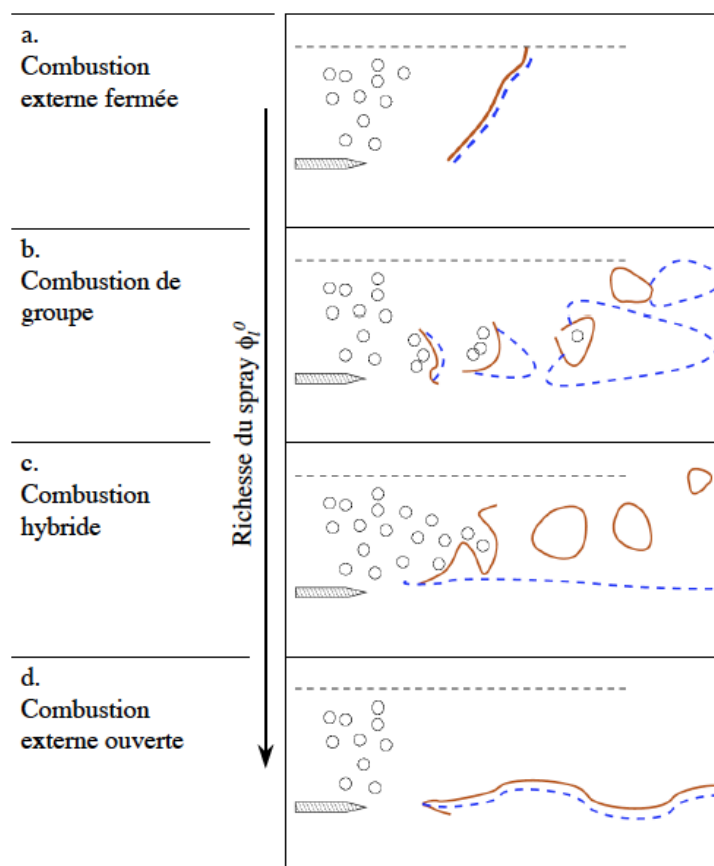 a.
Combustion
externe fermée
b.
Combustion de
groupe
c.
Combustion
hybride
d.
Combustion
externe ouverte
Richesse du spray ϕₗ⁰